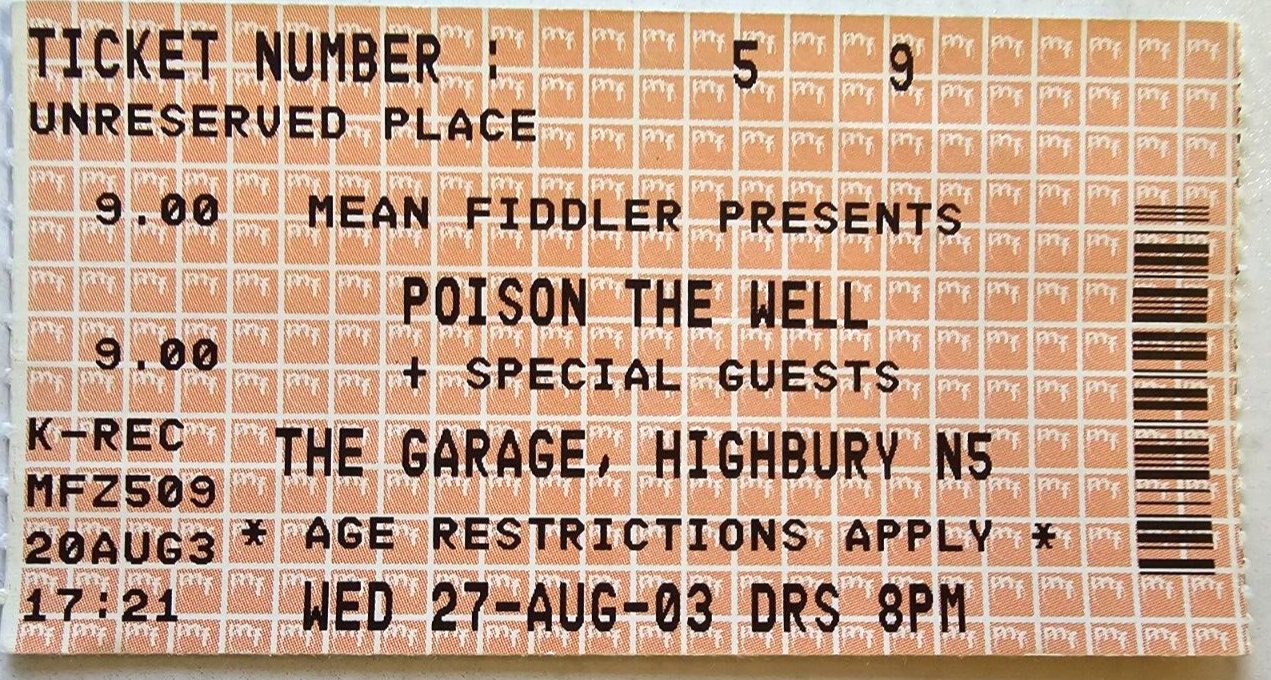 TICKET NUMBER : 5 9
UNRESERVED PLACE
9.00 MEAN FIDDLER PRESENTS
POISON THE WELL
9.00
+ SPECIAL GUESTS
K-REC
THE GARAGE, HIGHBURY N5
MFZ509
20AUG3 * AGE RESTRICTIONS APPLY *
17:21 WED 27-AUG-03 DRS 8PM